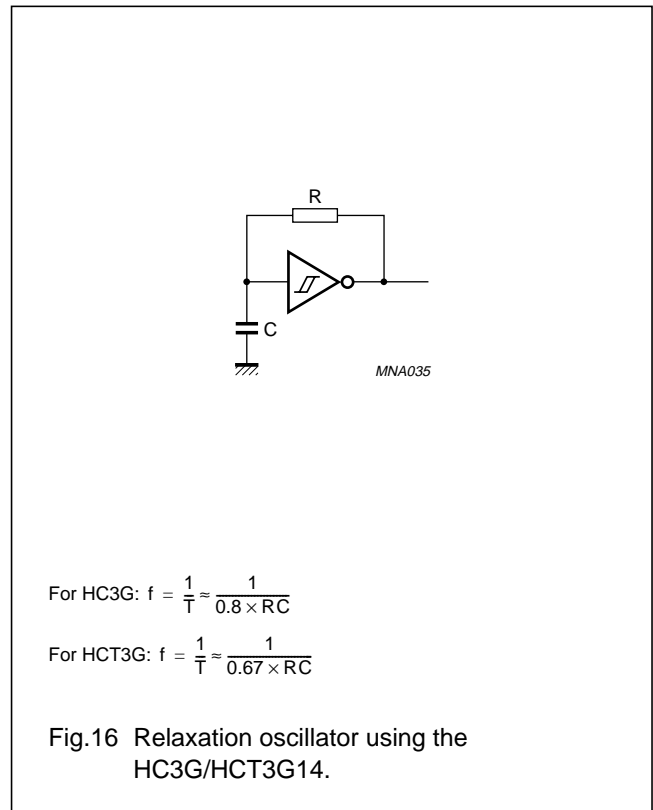 R
C
MNA035
For HC3G: f = 1/T ≈ 1/(0.8 × RC)
For HCT3G: f = 1/T ≈ 1/(0.67 × RC)
Fig.16 Relaxation oscillator using the
HC3G/HCT3G14.